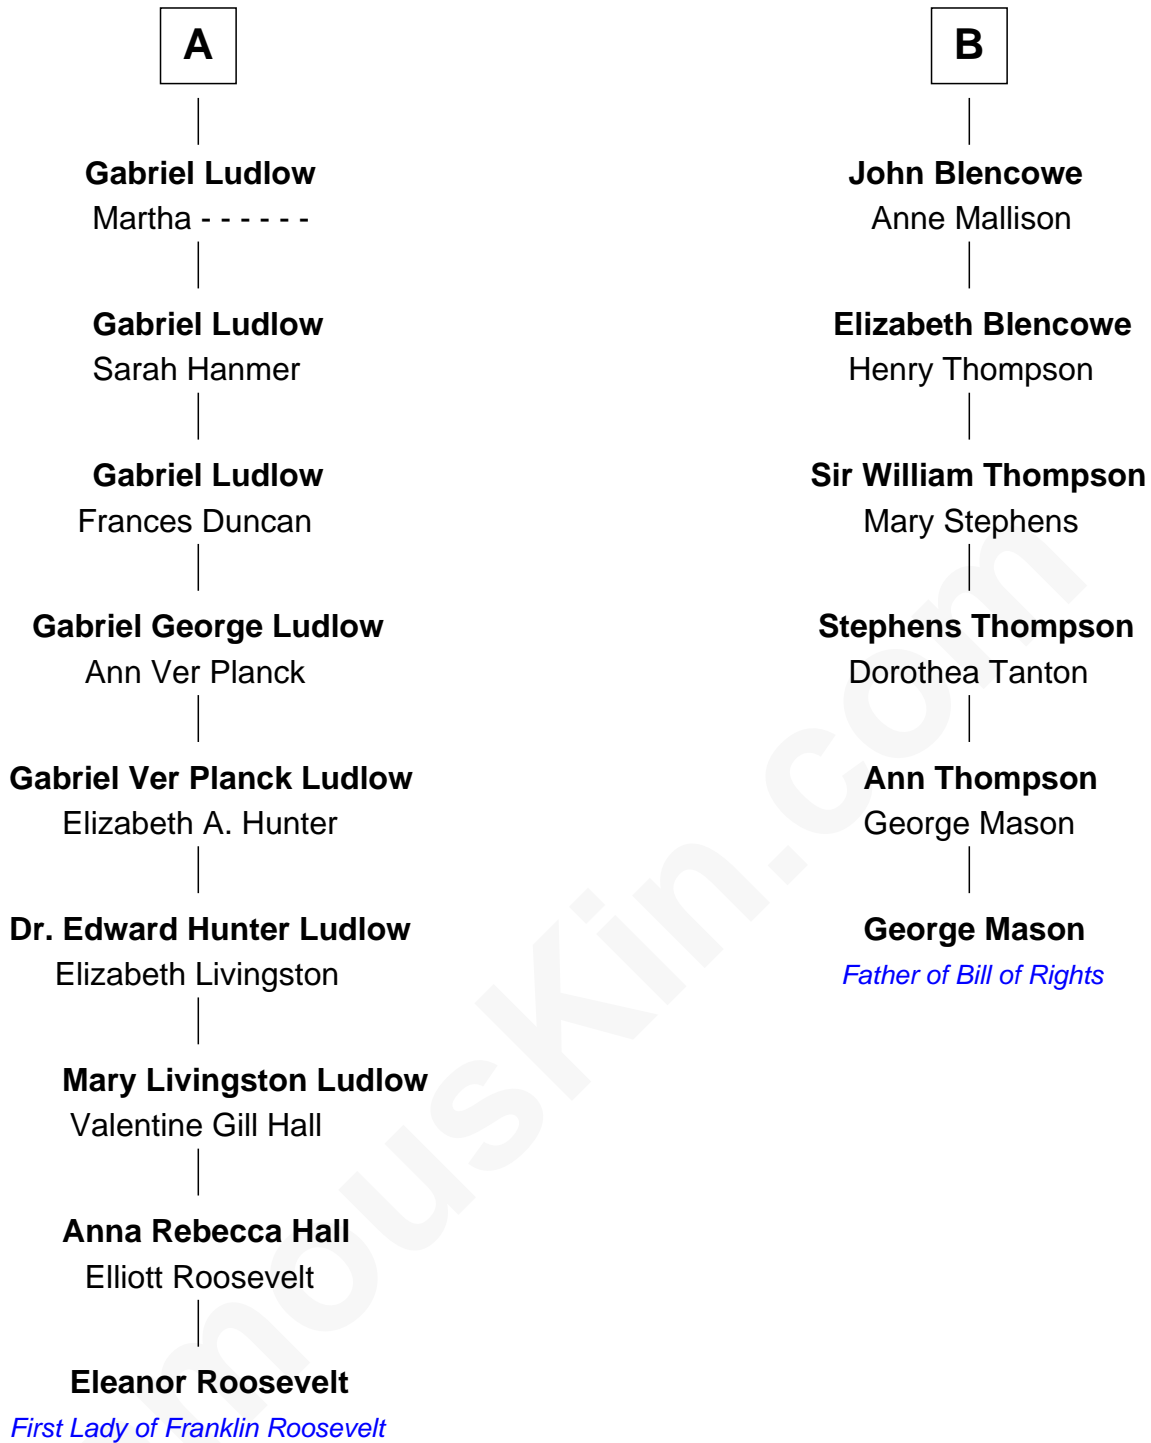 A
Gabriel Ludlow
Martha - - - - - -
Gabriel Ludlow
Sarah Hanmer
Gabriel Ludlow
Frances Duncan
Gabriel George Ludlow
Ann Ver Planck
Gabriel Ver Planck Ludlow
Elizabeth A. Hunter
Dr. Edward Hunter Ludlow
Elizabeth Livingston
Mary Livingston Ludlow
Valentine Gill Hall
Anna Rebecca Hall
Elliott Roosevelt
Eleanor Roosevelt
First Lady of Franklin Roosevelt
B
John Blencowe
Anne Mallison
Elizabeth Blencowe
Henry Thompson
Sir William Thompson
Mary Stephens
Stephens Thompson
Dorothea Tanton
Ann Thompson
George Mason
George Mason
Father of Bill of Rights
mouskin.com